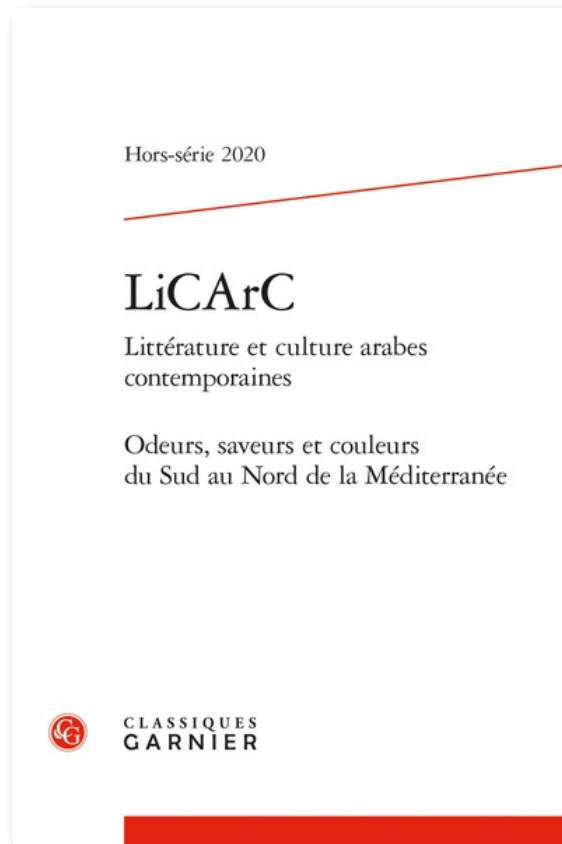 Hors-série 2020
LiCArC
Littérature et culture arabes
contemporaines
Odeurs, saveurs et couleurs
du Sud au Nord de la Méditerranée
CG
CLASSIQUES
GARNIER